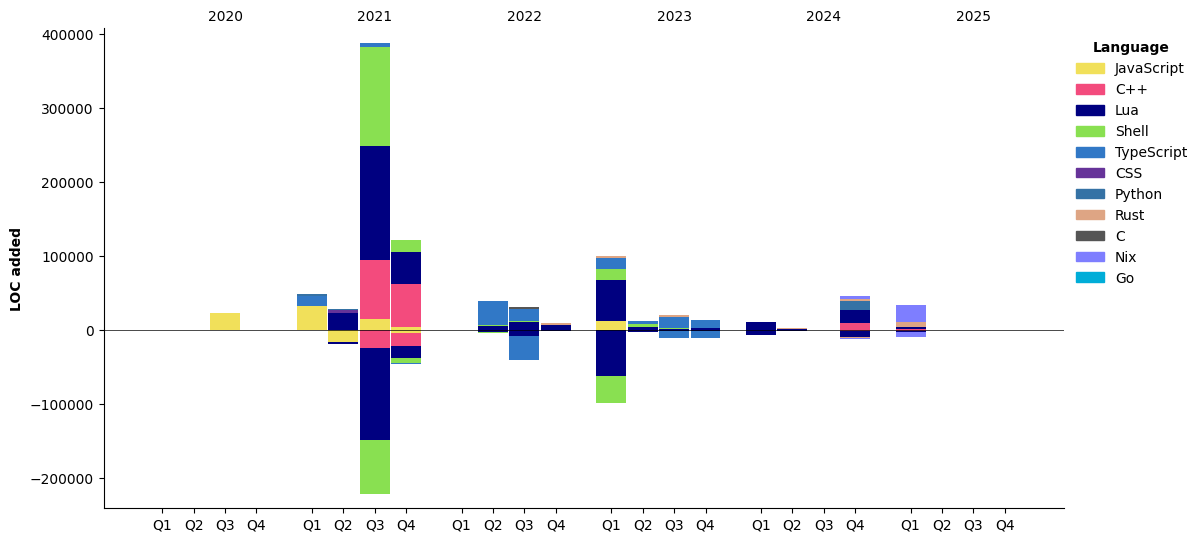 2020 2021 2022 2023 2024 2025
LOC added
400000
300000
200000
100000
0
−100000
−200000
Q1 Q2 Q3 Q4 Q1 Q2 Q3 Q4 Q1 Q2 Q3 Q4 Q1 Q2 Q3 Q4 Q1 Q2 Q3 Q4 Q1 Q2 Q3 Q4
Language
JavaScript
C++
Lua
Shell
TypeScript
CSS
Python
Rust
C
Nix
Go